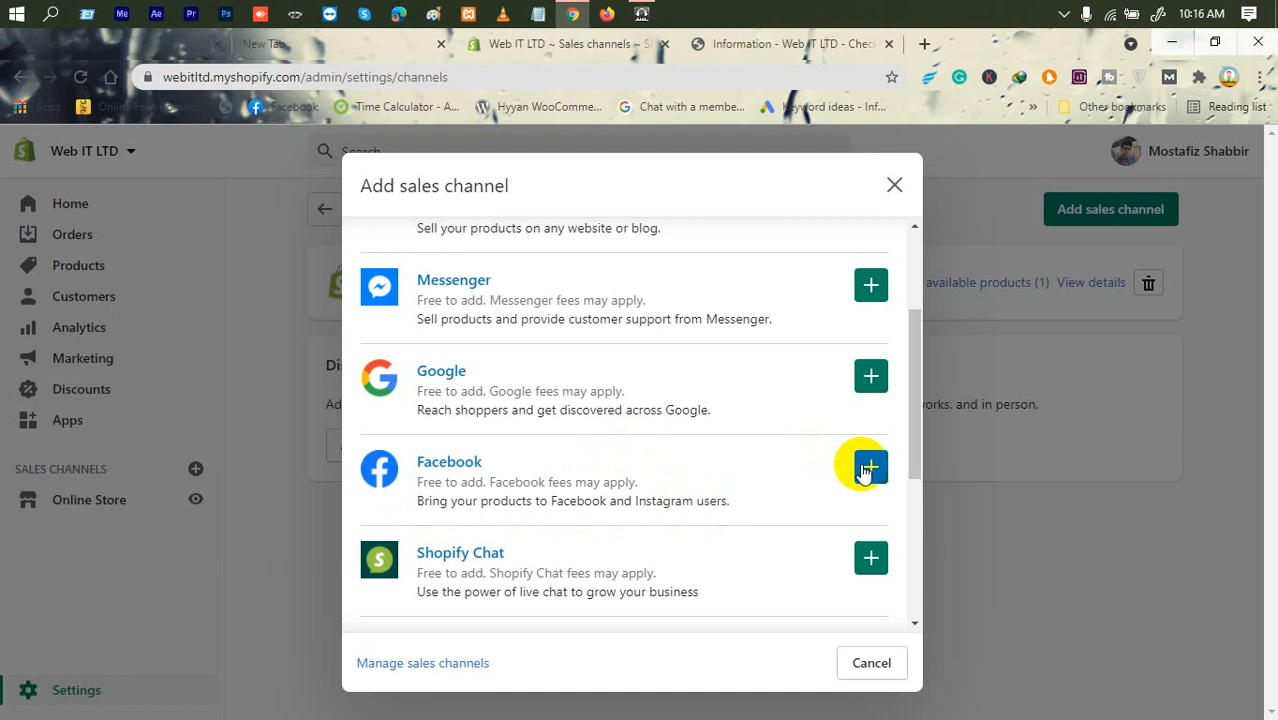 10:16 AM
New Tab
Web IT LTD ~ Sales channels ~ S
Information - Web IT LTD - Chec
webitltd.myshopify.com/admin/settings/channels
Apps
Facebook
Time Calculator - A...
Hyyan WooComme...
Chat with a membe...
Keyword ideas - Inf...
Other bookmarks
Reading list
Web IT LTD
Search
Mostafiz Shabbir
Home
Orders
Products
Customers
Analytics
Marketing
Discounts
Apps
SALES CHANNELS
Online Store
Settings
Add sales channel
available products (1)
View details
Di
Ad
works, and in person.
Add sales channel
Sell your products on any website or blog.
Messenger
Free to add. Messenger fees may apply.
Sell products and provide customer support from Messenger.
Google
Free to add. Google fees may apply.
Reach shoppers and get discovered across Google.
Facebook
Free to add. Facebook fees may apply.
Bring your products to Facebook and Instagram users.
Shopify Chat
Free to add. Shopify Chat fees may apply.
Use the power of live chat to grow your business
Manage sales channels
Cancel